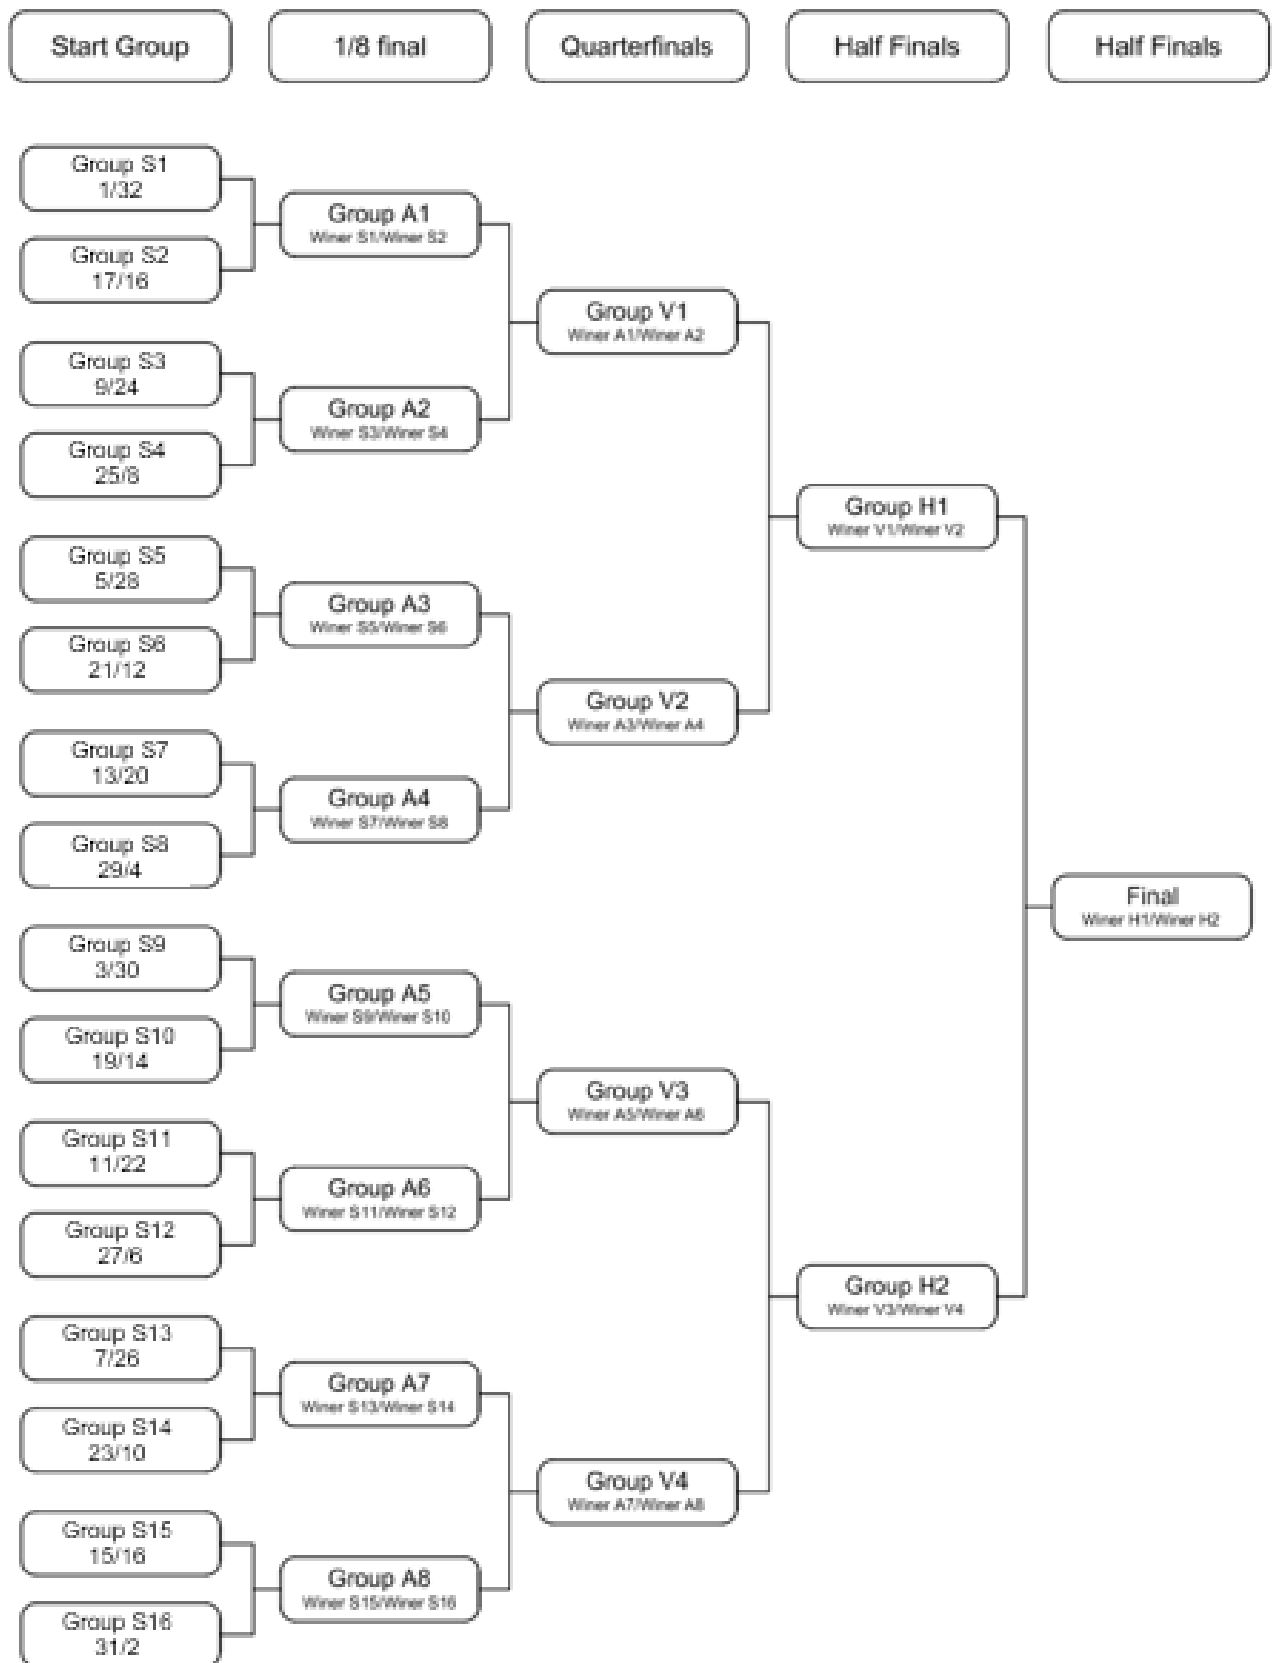 Start Group
1/8 final
Quarterfinals
Half Finals
Half Finals
Group S1
1/32
Group S2
17/16
Group S3
9/24
Group S4
25/8
Group S5
5/28
Group S6
21/12
Group S7
13/20
Group S8
29/4
Group S9
3/30
Group S10
19/14
Group S11
11/22
Group S12
27/6
Group S13
7/26
Group S14
23/10
Group S15
15/16
Group S16
31/2
Group A1
Winer S1/Winer S2
Group A2
Winer S3/Winer S4
Group A3
Winer S5/Winer S6
Group A4
Winer S7/Winer S8
Group A5
Winer S9/Winer S10
Group A6
Winer S11/Winer S12
Group A7
Winer S13/Winer S14
Group A8
Winer S15/Winer S16
Group V1
Winer A1/Winer A2
Group V2
Winer A3/Winer A4
Group V3
Winer A5/Winer A6
Group V4
Winer A7/Winer A8
Group H1
Winer V1/Winer V2
Group H2
Winer V3/Winer V4
Final
Winer H1/Winer H2